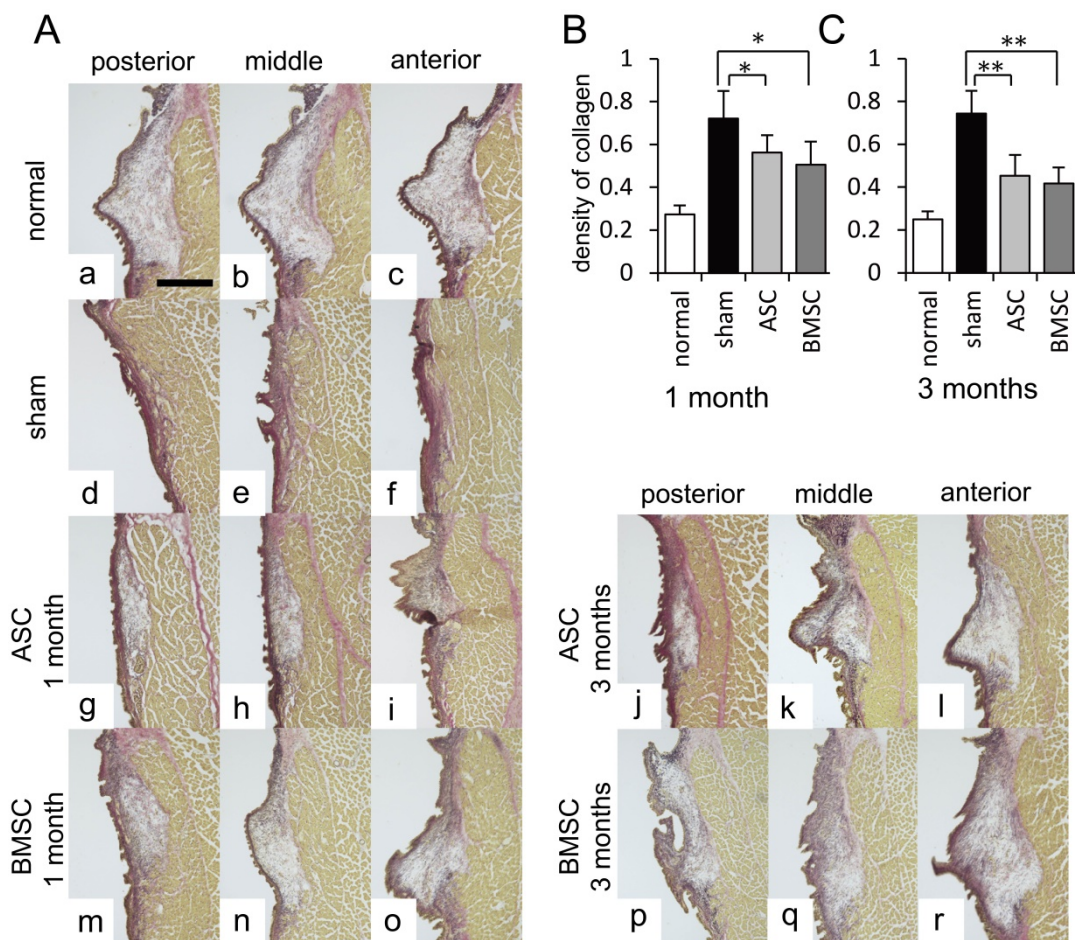 A
posterior middle anterior
normal
a b c
sham
d e f
ASC
1 month
g h i
BMSC
1 month
m n o
B
density of collagen
1
0.8
0.6
0.4
0.2
0
*
*
normal
sham
ASC
BMSC
1 month
C
1
0.8
0.6
0.4
0.2
0
**
**
normal
sham
ASC
BMSC
3 months
posterior middle anterior
ASC
3 months
j k l
BMSC
3 months
p q r